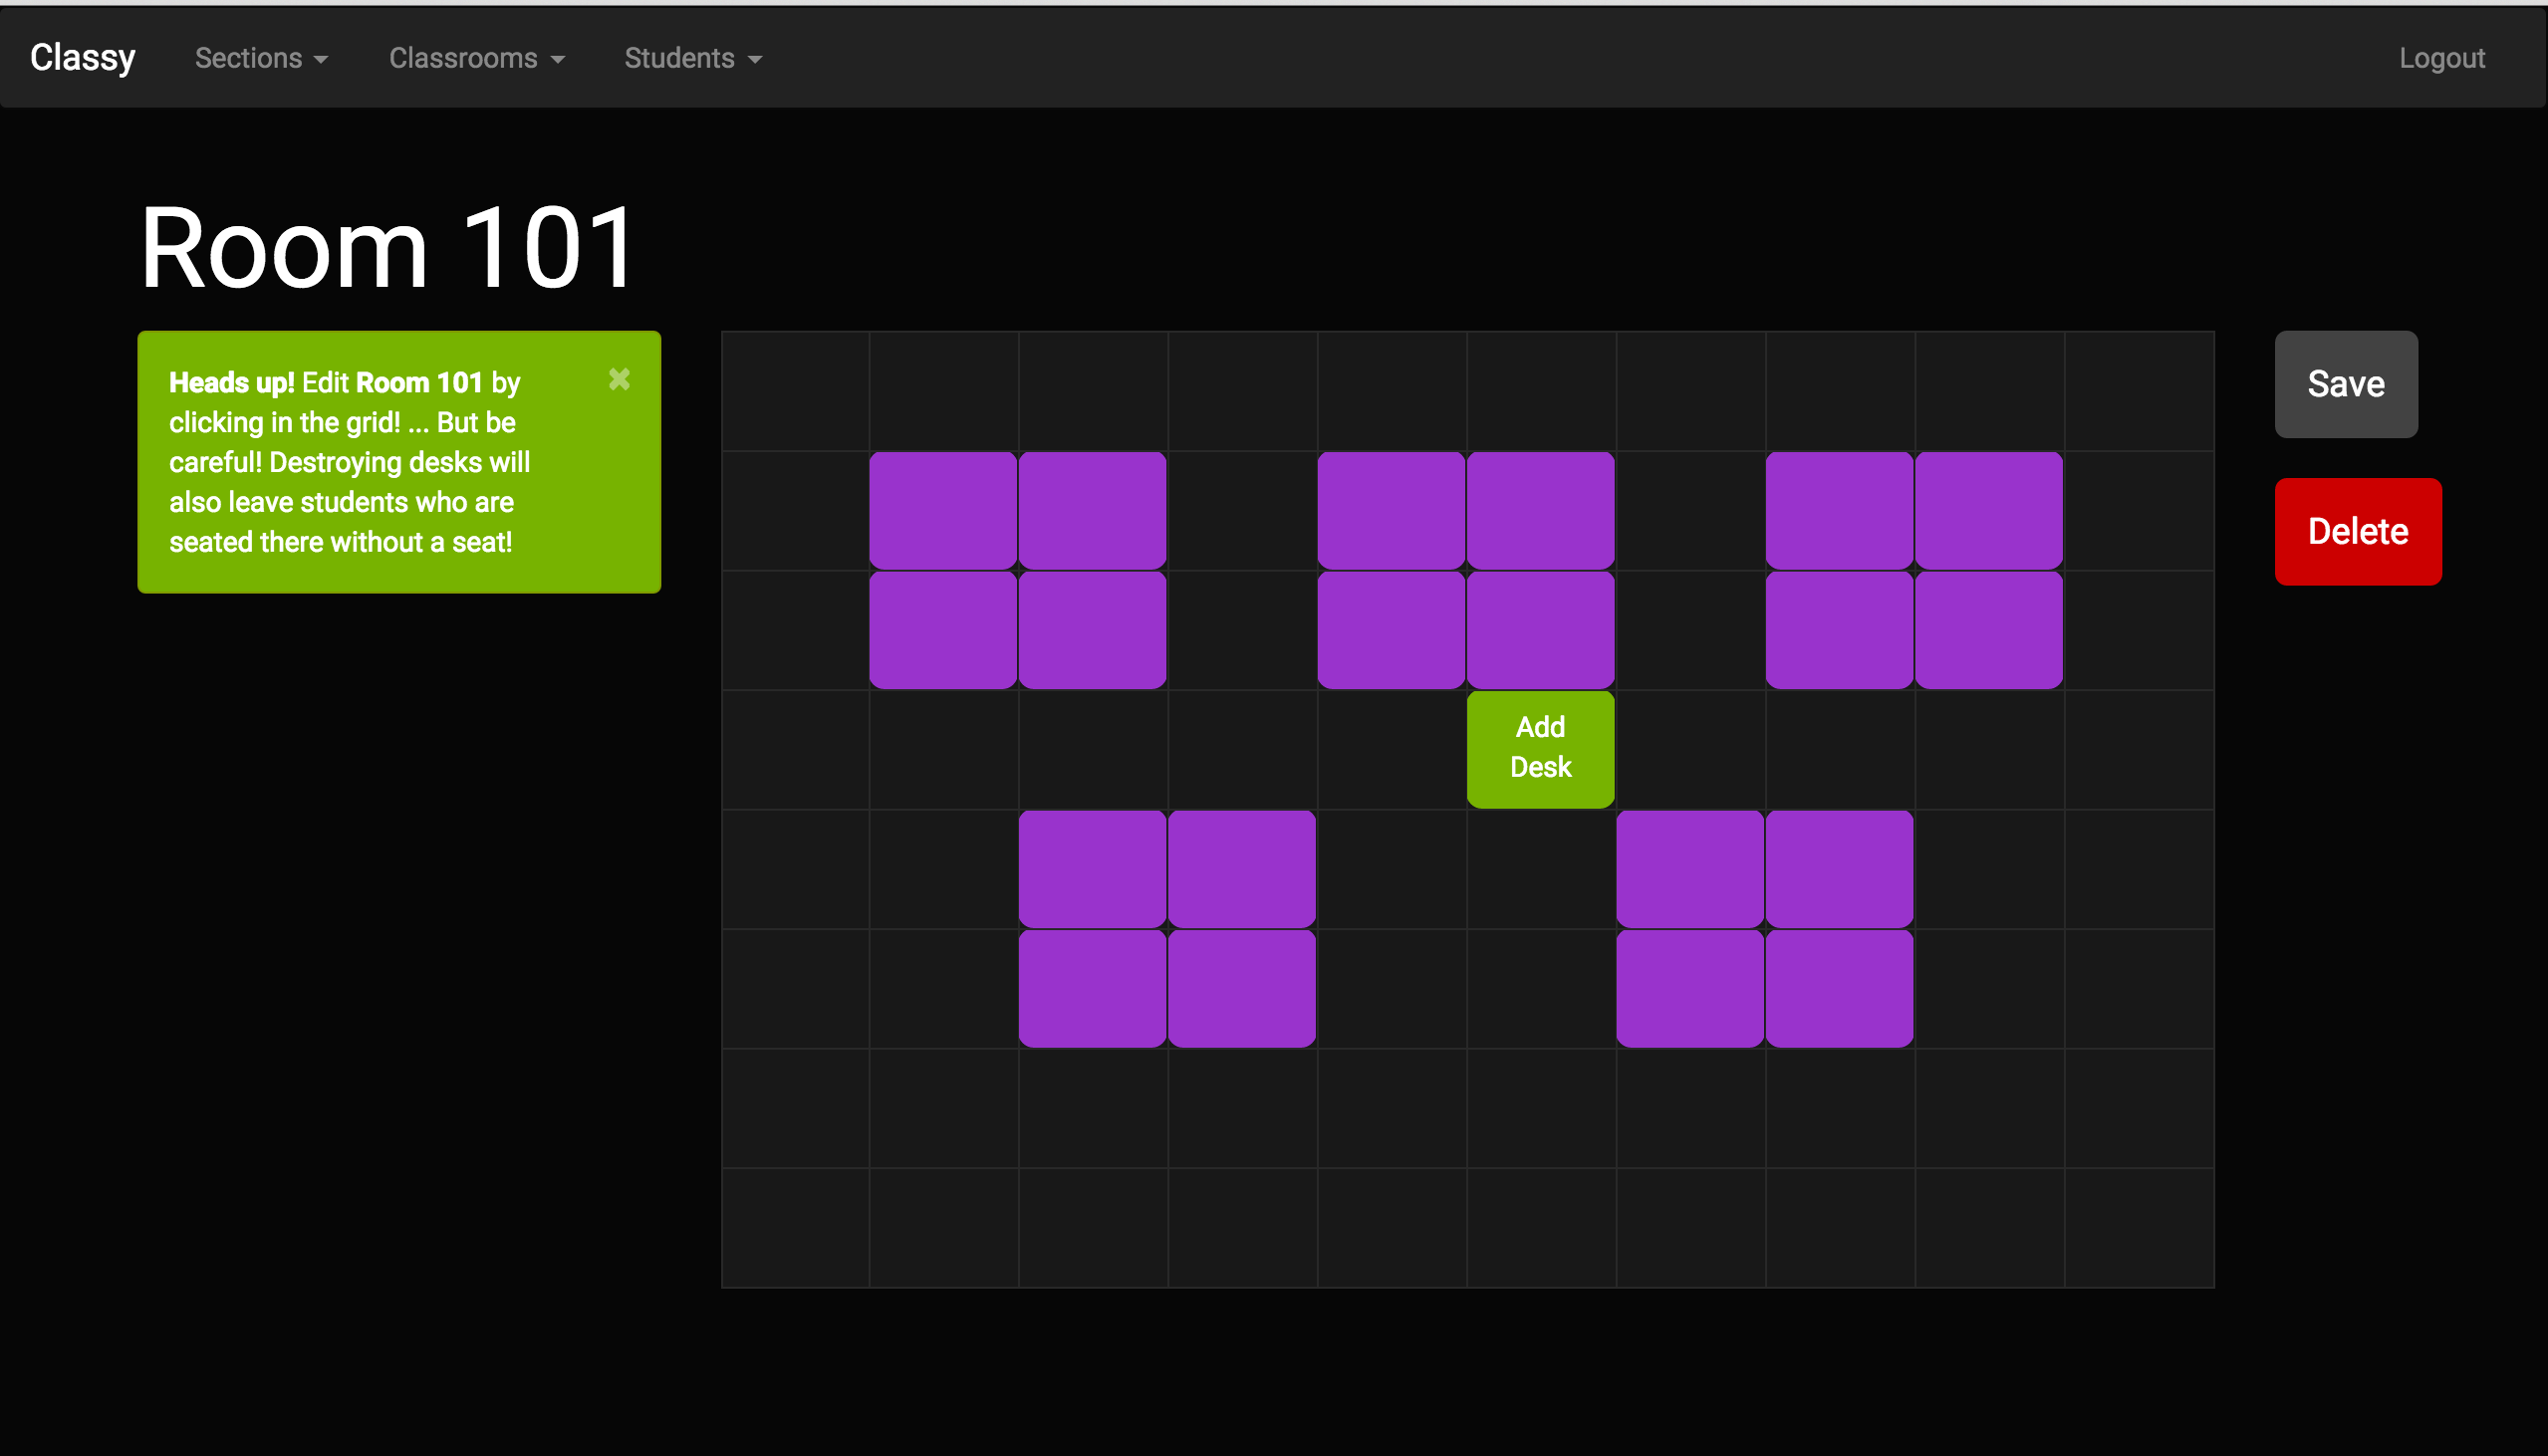 Classy Sections Classrooms Students Logout
Room 101
Heads up! Edit Room 101 by
clicking in the grid! ... But be
careful! Destroying desks will
also leave students who are
seated there without a seat!
Save
Delete
Add
Desk